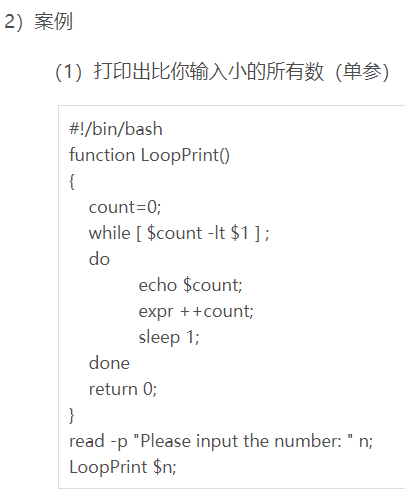 2）案例
（1）打印出比你输入小的所有数（单参）
#!/bin/bash
function LoopPrint()
{
count=0;
while [ $count -lt $1 ] ;
do
echo $count;
expr ++count;
sleep 1;
done
return 0;
}
read -p "Please input the number: " n;
LoopPrint $n;